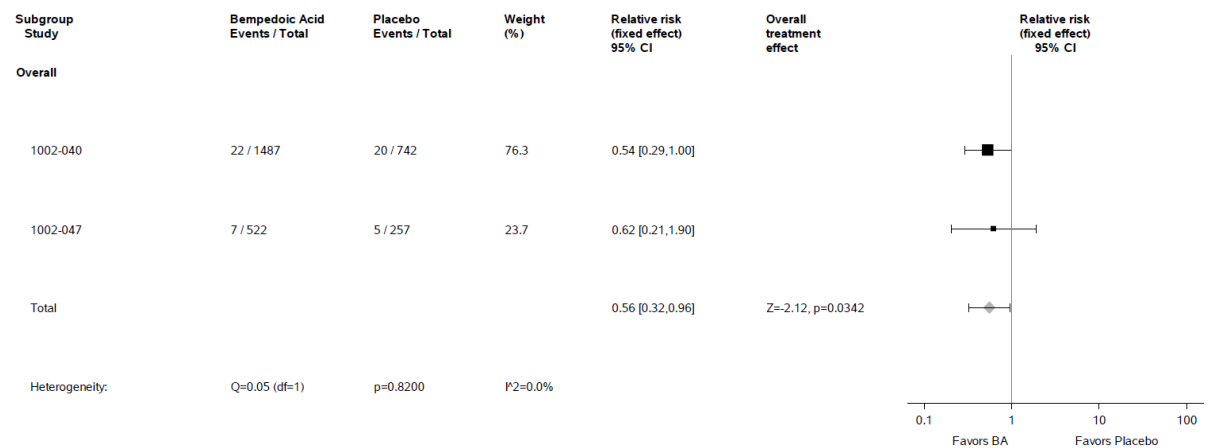 Subgroup Bempedoic Acid Placebo Weight Relative risk Overall Relative risk
Study Events / Total Events / Total (%) (fixed effect) treatment (fixed effect)
95% CI effect 95% CI
Overall
1002-040 22 / 1487 20 / 742 76.3 0.54 [0.29,1.00]
1002-047 7 / 522 5 / 257 23.7 0.62 [0.21,1.90]
Total 0.56 [0.32,0.96] Z=-2.12, p=0.0342
Heterogeneity: Q=0.05 (df=1) p=0.8200 I^2=0.0%
0.1 1 10 100
Favors BA Favors Placebo